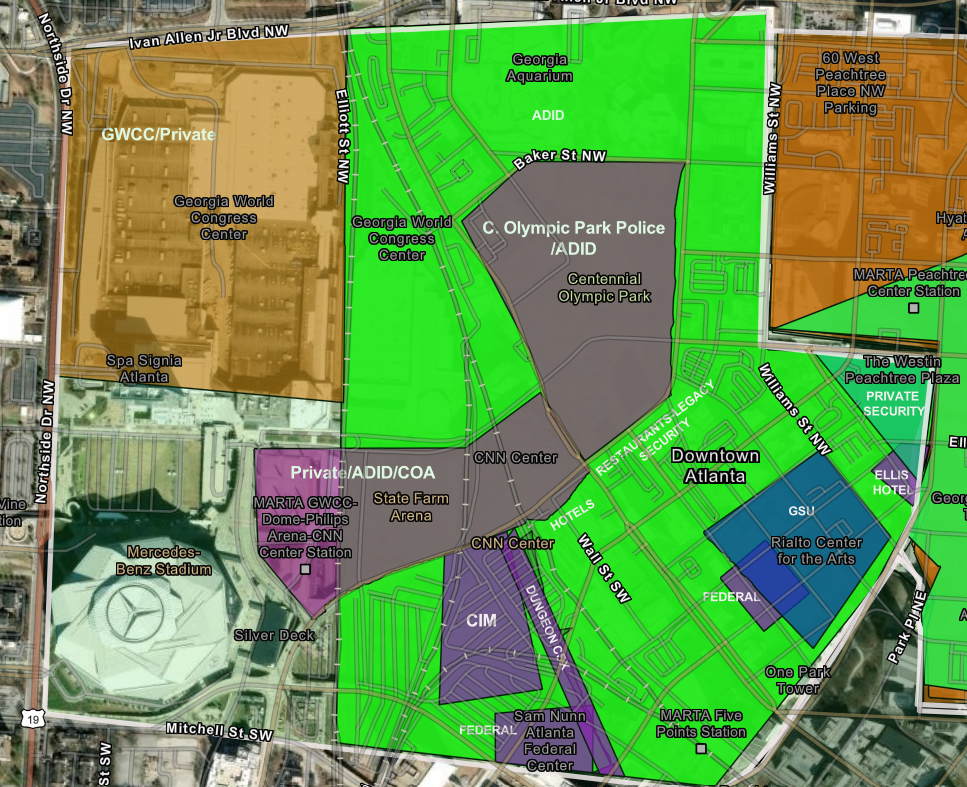 Ivan Allen Jr Blvd NW
Northside Dr NW
Elliott St NW
Williams St NW
Georgia
Aquarium
ADID
60 West
Peachtree
Place NW
Parking
GWCC/Private
Baker St NW
Georgia World
Congress
Center
Georgia World
Congress
Center
C. Olympic Park Police
/ADID
Centennial
Olympic Park
MARTA Peachtree
Center Station
Spa Signia
Atlanta
The Westin
Peachtree Plaza
PRIVATE
SECURITY
Northside Dr NW
Williams St NW
RESTAURANTS-LEGACY
SECURITY
Downtown
Atlanta
CNN Center
Private/ADID/COA
State Farm
Arena
MARTA GWCC-
Dome-Philips
Arena-CNN
Center Station
ELLIS
HOTEL
HOTELS
GSU
Rialto Center
for the Arts
CNN Center
Mercedes-
Benz Stadium
Wall St SW
FEDERAL
DUNGEON
CIM
Silver Deck
Park Pl NE
One Park
Tower
19
Mitchell St SW
FEDERAL
Sam Nunn
Atlanta
Federal
Center
MARTA Five
Points Station
St SW